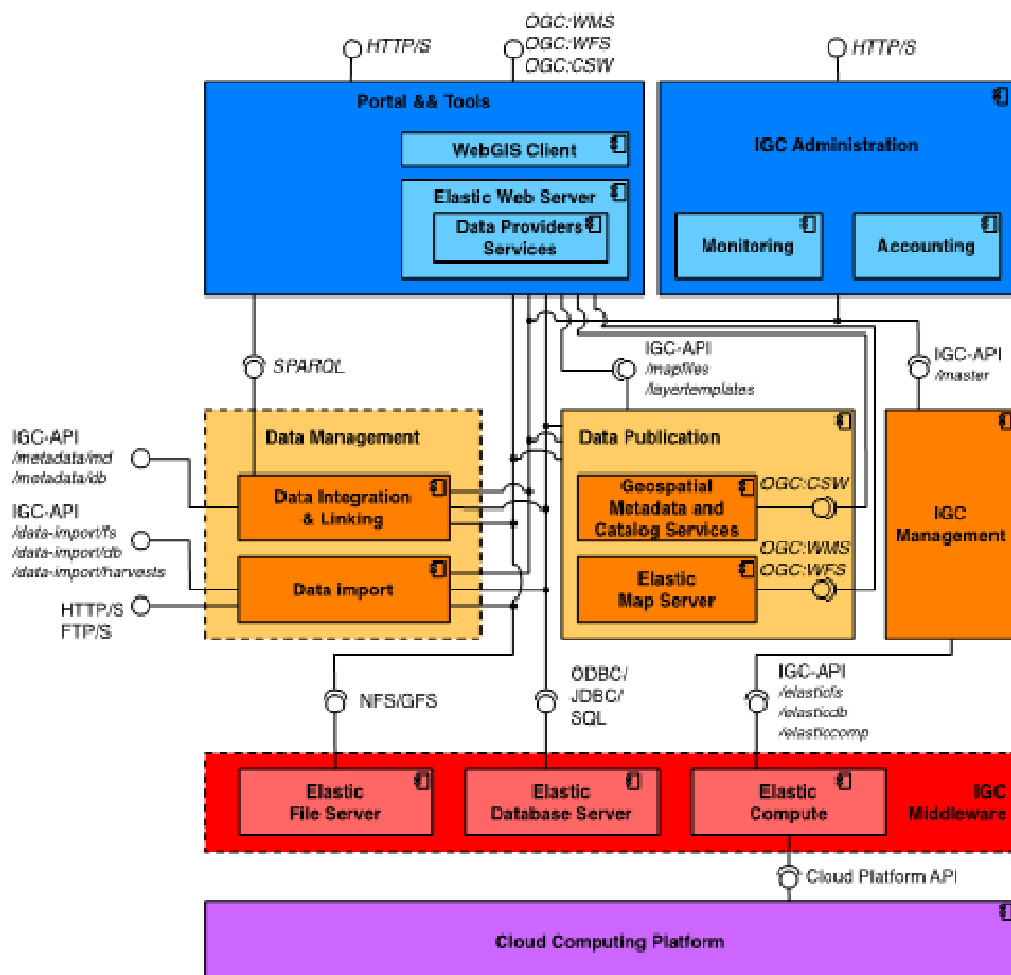 HTTP/S
OGC:WMS
OGC:WFS
OGC:CSW
HTTP/S
Portal && Tools
WebGIS Client
Elastic Web Server
Data Providers
Services
IGC Administration
Monitoring
Accounting
SPARQL
IGC-API
/mapfiles
/layertemplates
IGC-API
/master
IGC-API
/metadata/md
/metadata/db
IGC-API
/data-import/fs
/data-import/db
/data-import/harvests
HTTP/S
FTP/S
Data Management
Data Integration
& Linking
Data import
Data Publication
Geospatial
Metadata and
Catalog Services
OGC:CSW
OGC:WMS
OGC:WFS
Elastic
Map Server
IGC
Management
NFS/GFS
ODBC/
JDBC/
SQL
IGC-API
/elasticfs
/elasticdb
/elasticcomp
Elastic
File Server
Elastic
Database Server
Elastic
Compute
IGC
Middleware
Cloud Platform API
Cloud Computing Platform